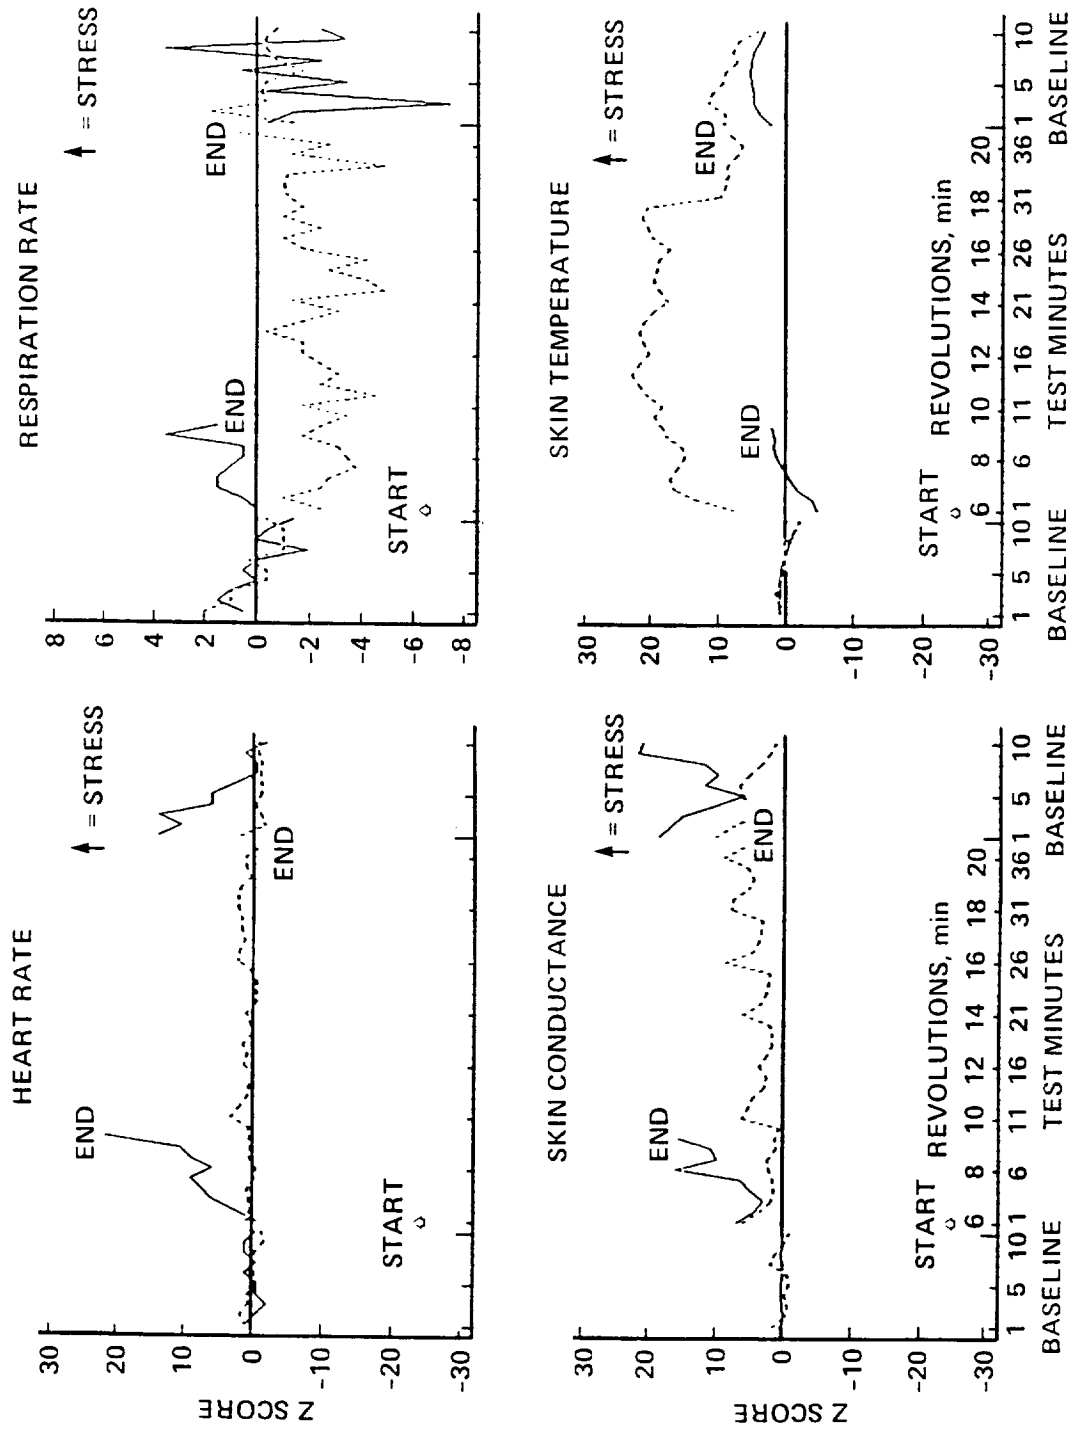 HEART RATE
= STRESS
30
20
10
0
-10
-20
-30
Z SCORE
END
END
START
RESPIRATION RATE
= STRESS
8
6
4
2
0
-2
-4
-6
-8
END
END
START
SKIN CONDUCTANCE
= STRESS
30
20
10
0
-10
-20
-30
Z SCORE
END
END
START
REVOLUTIONS, min
6 8 10 12 14 16 18 20
1 5 10 1 6 11 16 21 26 31 36 1 5 10
BASELINE TEST MINUTES BASELINE
SKIN TEMPERATURE
= STRESS
30
20
10
0
-10
-20
-30
END
END
START
REVOLUTIONS, min
6 8 10 12 14 16 18 20
1 5 10 1 6 11 16 21 26 31 36 1 5 10
BASELINE TEST MINUTES BASELINE